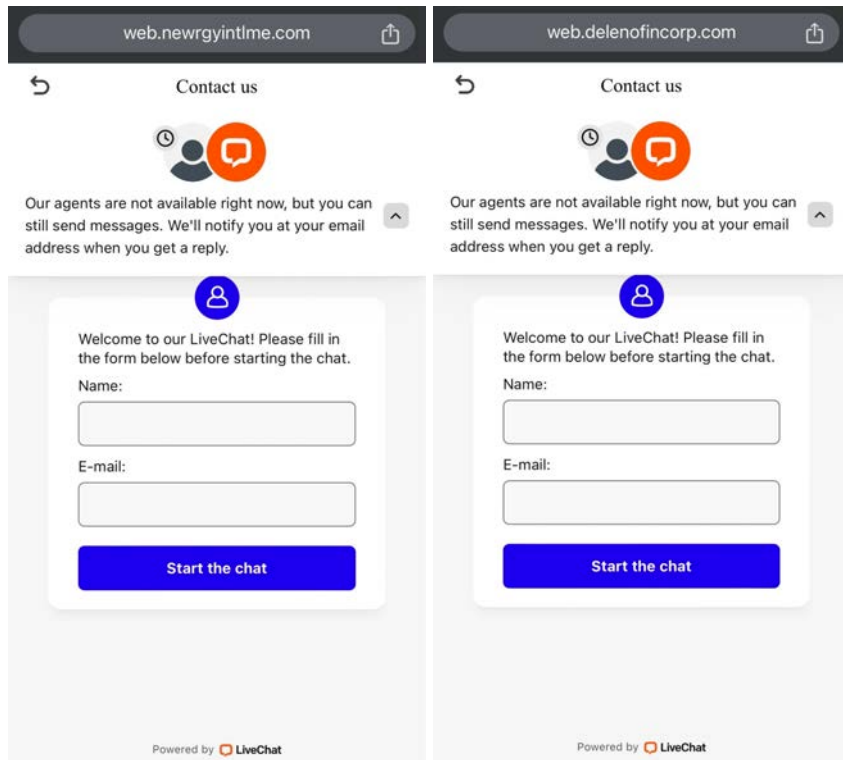 web.newrgyintlme.com
Contact us
Our agents are not available right now, but you can
still send messages. We'll notify you at your email
address when you get a reply.
Welcome to our LiveChat! Please fill in
the form below before starting the chat.
Name:
E-mail:
Start the chat
Powered by LiveChat
web.delenofincorp.com
Contact us
Our agents are not available right now, but you can
still send messages. We'll notify you at your email
address when you get a reply.
Welcome to our LiveChat! Please fill in
the form below before starting the chat.
Name:
E-mail:
Start the chat
Powered by LiveChat